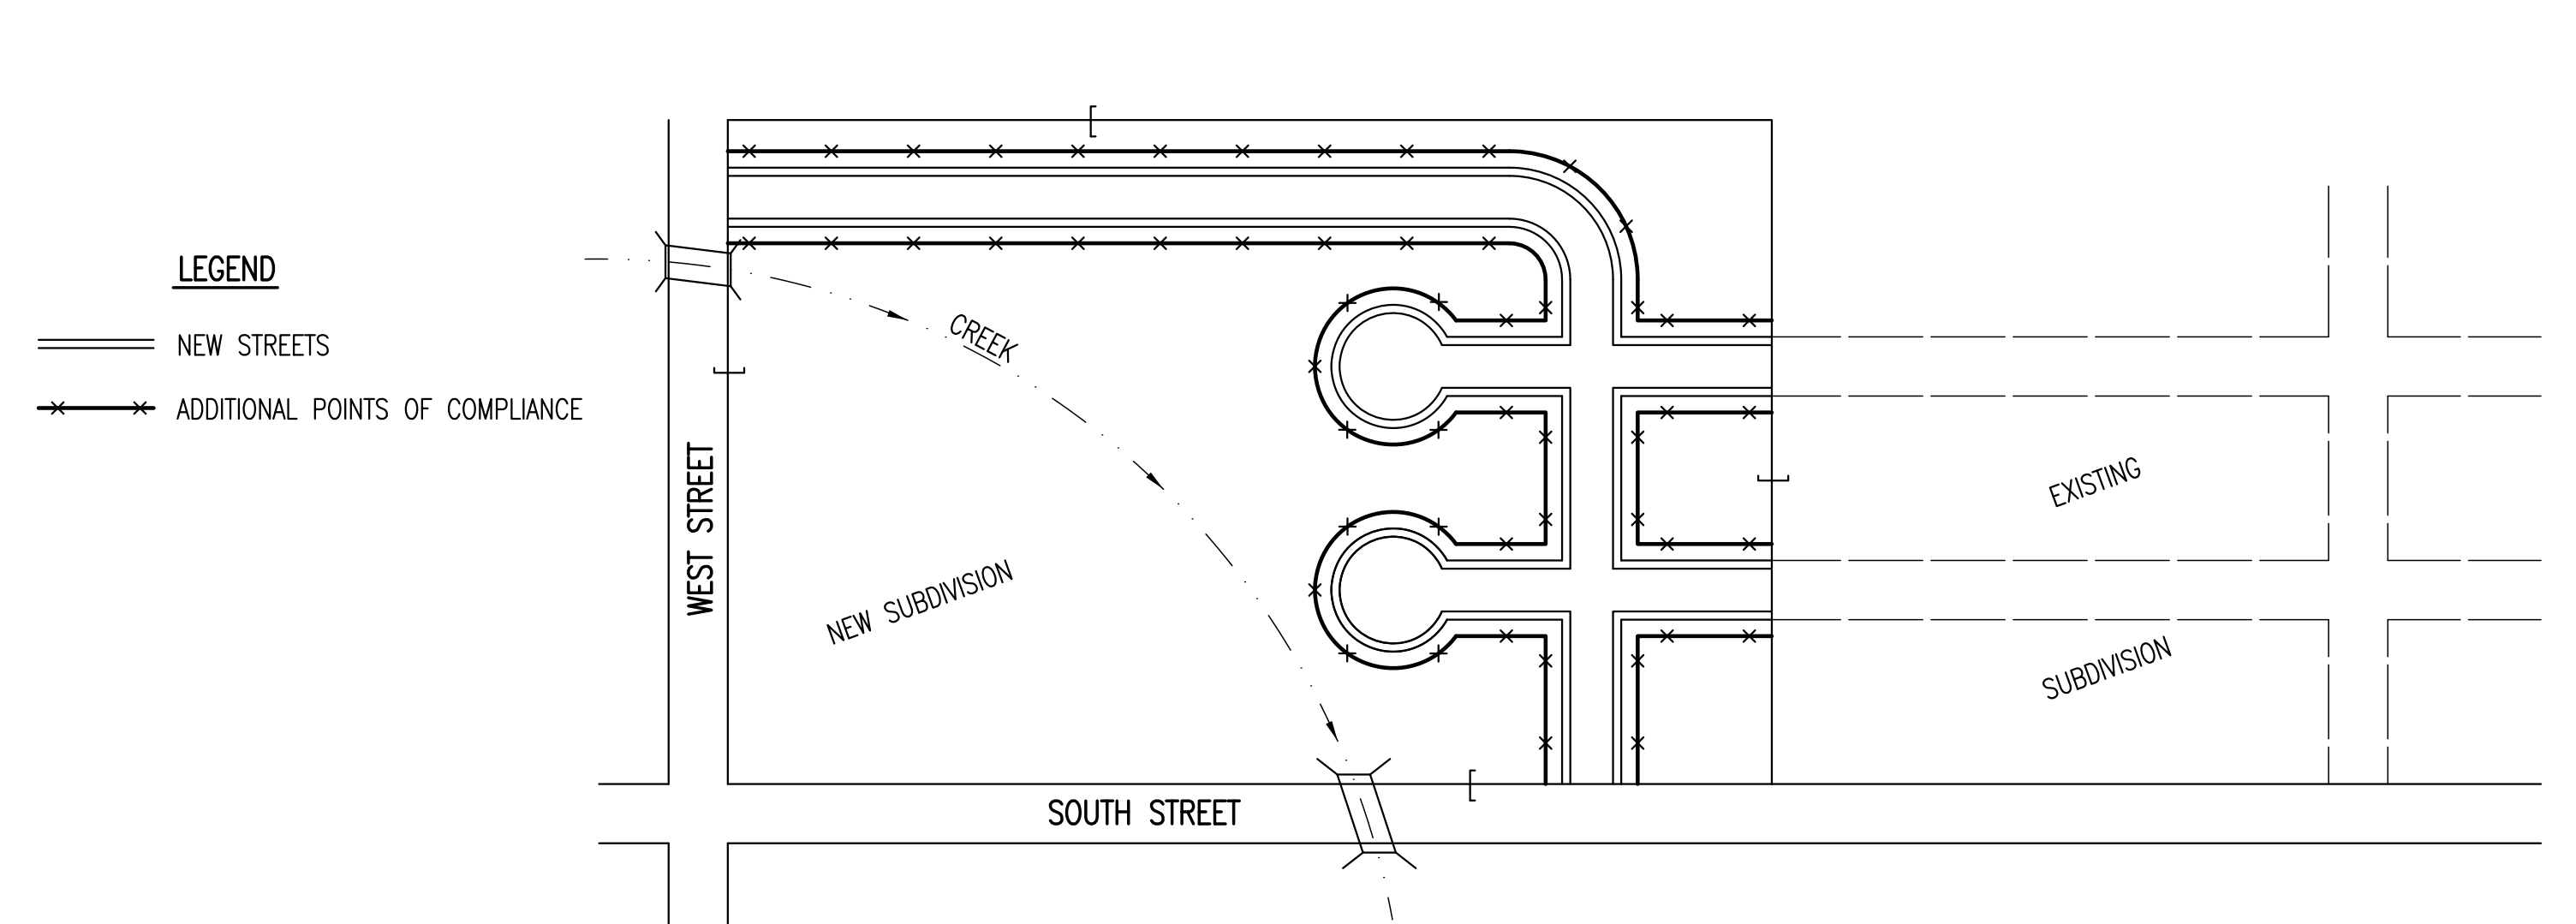 LEGEND
NEW STREETS
ADDITIONAL POINTS OF COMPLIANCE
CREEK
WEST STREET
NEW SUBDIVISION
EXISTING
SUBDIVISION
SOUTH STREET